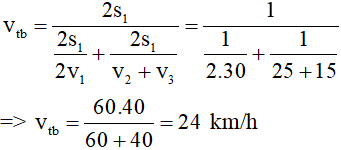 v_tb = 2s₁ / (2s₁/2v₁ + 2s₁/(v₂ + v₃)) = 1 / (1/2.30 + 1/(25 + 15))
=> v_tb = 60.40 / (60 + 40) = 24 km/h